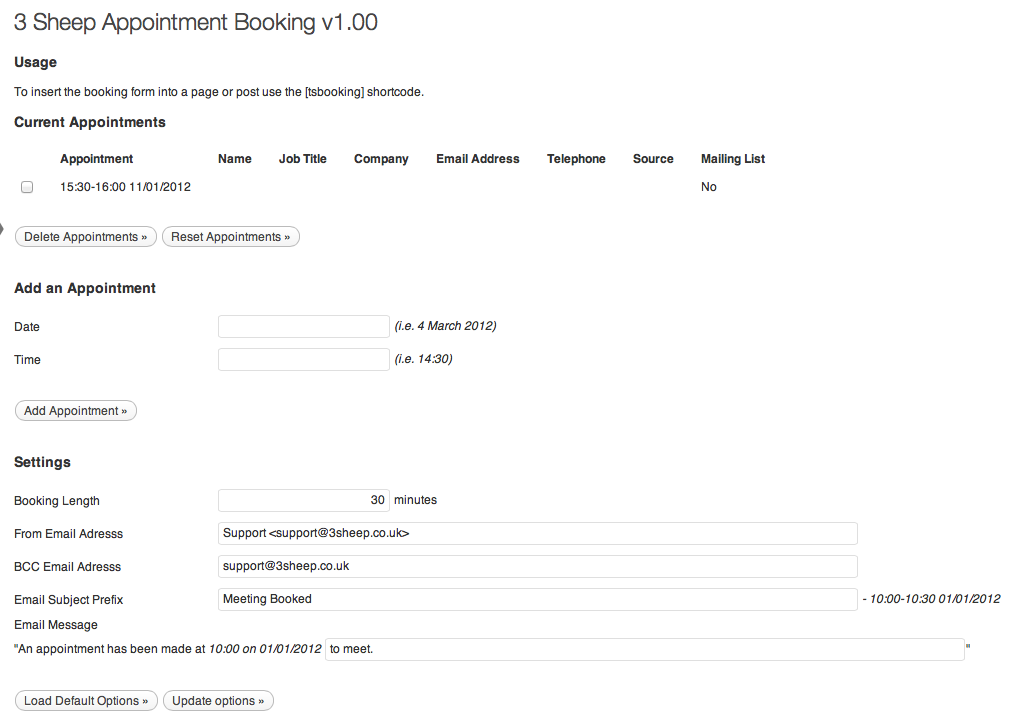 3 Sheep Appointment Booking v1.00
Usage
To insert the booking form into a page or post use the [tsbooking] shortcode.
Current Appointments
Appointment Name Job Title Company Email Address Telephone Source Mailing List
15:30-16:00 11/01/2012 No
Delete Appointments » Reset Appointments »
Add an Appointment
Date (i.e. 4 March 2012)
Time (i.e. 14:30)
Add Appointment »
Settings
Booking Length 30 minutes
From Email Adresss Support <support@3sheep.co.uk>
BCC Email Adresss support@3sheep.co.uk
Email Subject Prefix Meeting Booked - 10:00-10:30 01/01/2012
Email Message
"An appointment has been made at 10:00 on 01/01/2012 to meet. "
Load Default Options » Update options »